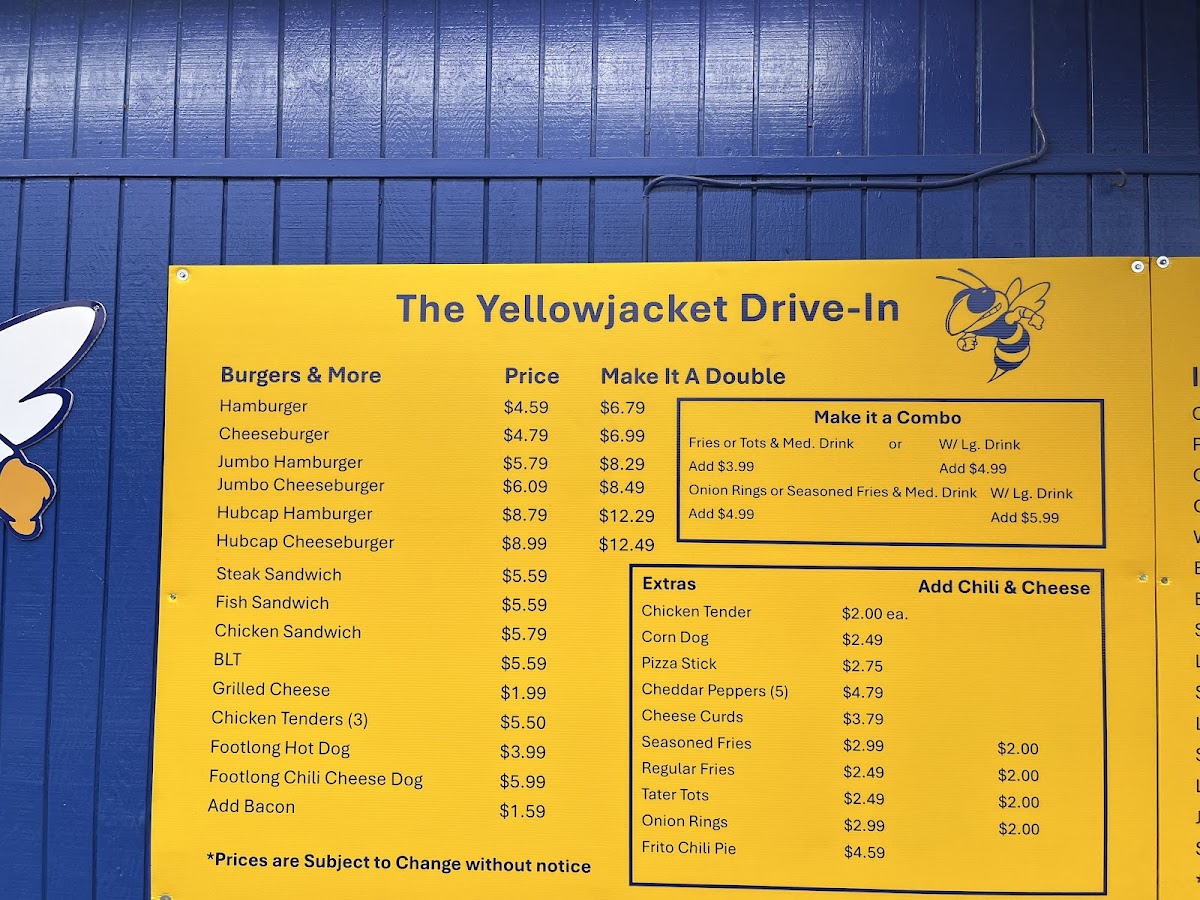 The Yellowjacket Drive-In
Burgers & More Price Make It A Double
Hamburger $4.59 $6.79
Cheeseburger $4.79 $6.99
Jumbo Hamburger $5.79 $8.29
Jumbo Cheeseburger $6.09 $8.49
Hubcap Hamburger $8.79 $12.29
Hubcap Cheeseburger $8.99 $12.49
Steak Sandwich $5.59
Fish Sandwich $5.59
Chicken Sandwich $5.79
BLT $5.59
Grilled Cheese $1.99
Chicken Tenders (3) $5.50
Footlong Hot Dog $3.99
Footlong Chili Cheese Dog $5.99
Add Bacon $1.59
*Prices are Subject to Change without notice
Make it a Combo
Fries or Tots & Med. Drink or W/ Lg. Drink
Add $3.99 Add $4.99
Onion Rings or Seasoned Fries & Med. Drink W/ Lg. Drink
Add $4.99 Add $5.99
Extras Add Chili & Cheese
Chicken Tender $2.00 ea.
Corn Dog $2.49
Pizza Stick $2.75
Cheddar Peppers (5) $4.79
Cheese Curds $3.79
Seasoned Fries $2.99 $2.00
Regular Fries $2.49 $2.00
Tater Tots $2.49 $2.00
Onion Rings $2.99 $2.00
Frito Chili Pie $4.59